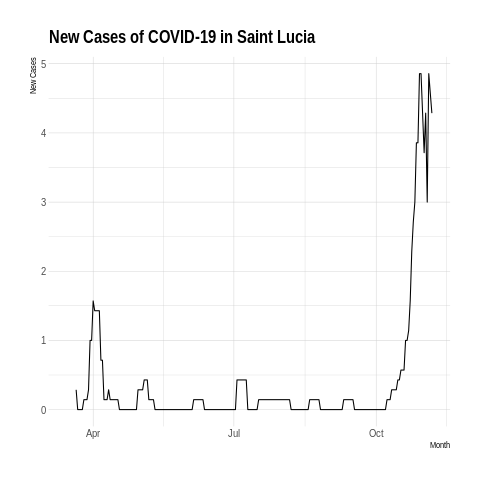 New Cases of COVID-19 in Saint Lucia
New Cases
5
4
3
2
1
0
Apr
Jul
Oct
Month